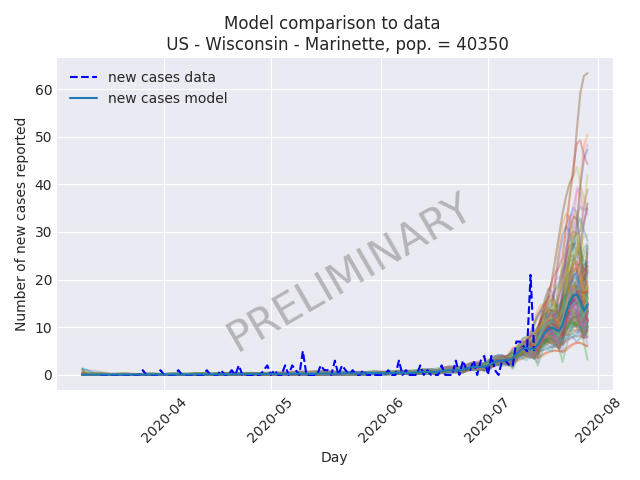 Model comparison to data
US - Wisconsin - Marinette, pop. = 40350
new cases data
new cases model
Number of new cases reported
60
50
40
30
20
10
0
PRELIMINARY
2020-04
2020-05
2020-06
2020-07
2020-08
Day